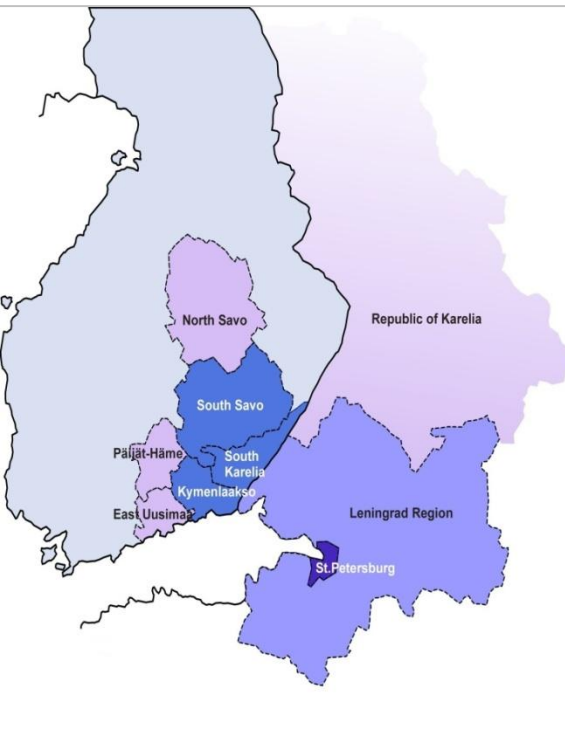 North Savo
Republic of Karelia
South Savo
Päijät-Häme
South
Karelia
Kymenlaakso
East Uusimaa
Leningrad Region
St.Petersburg